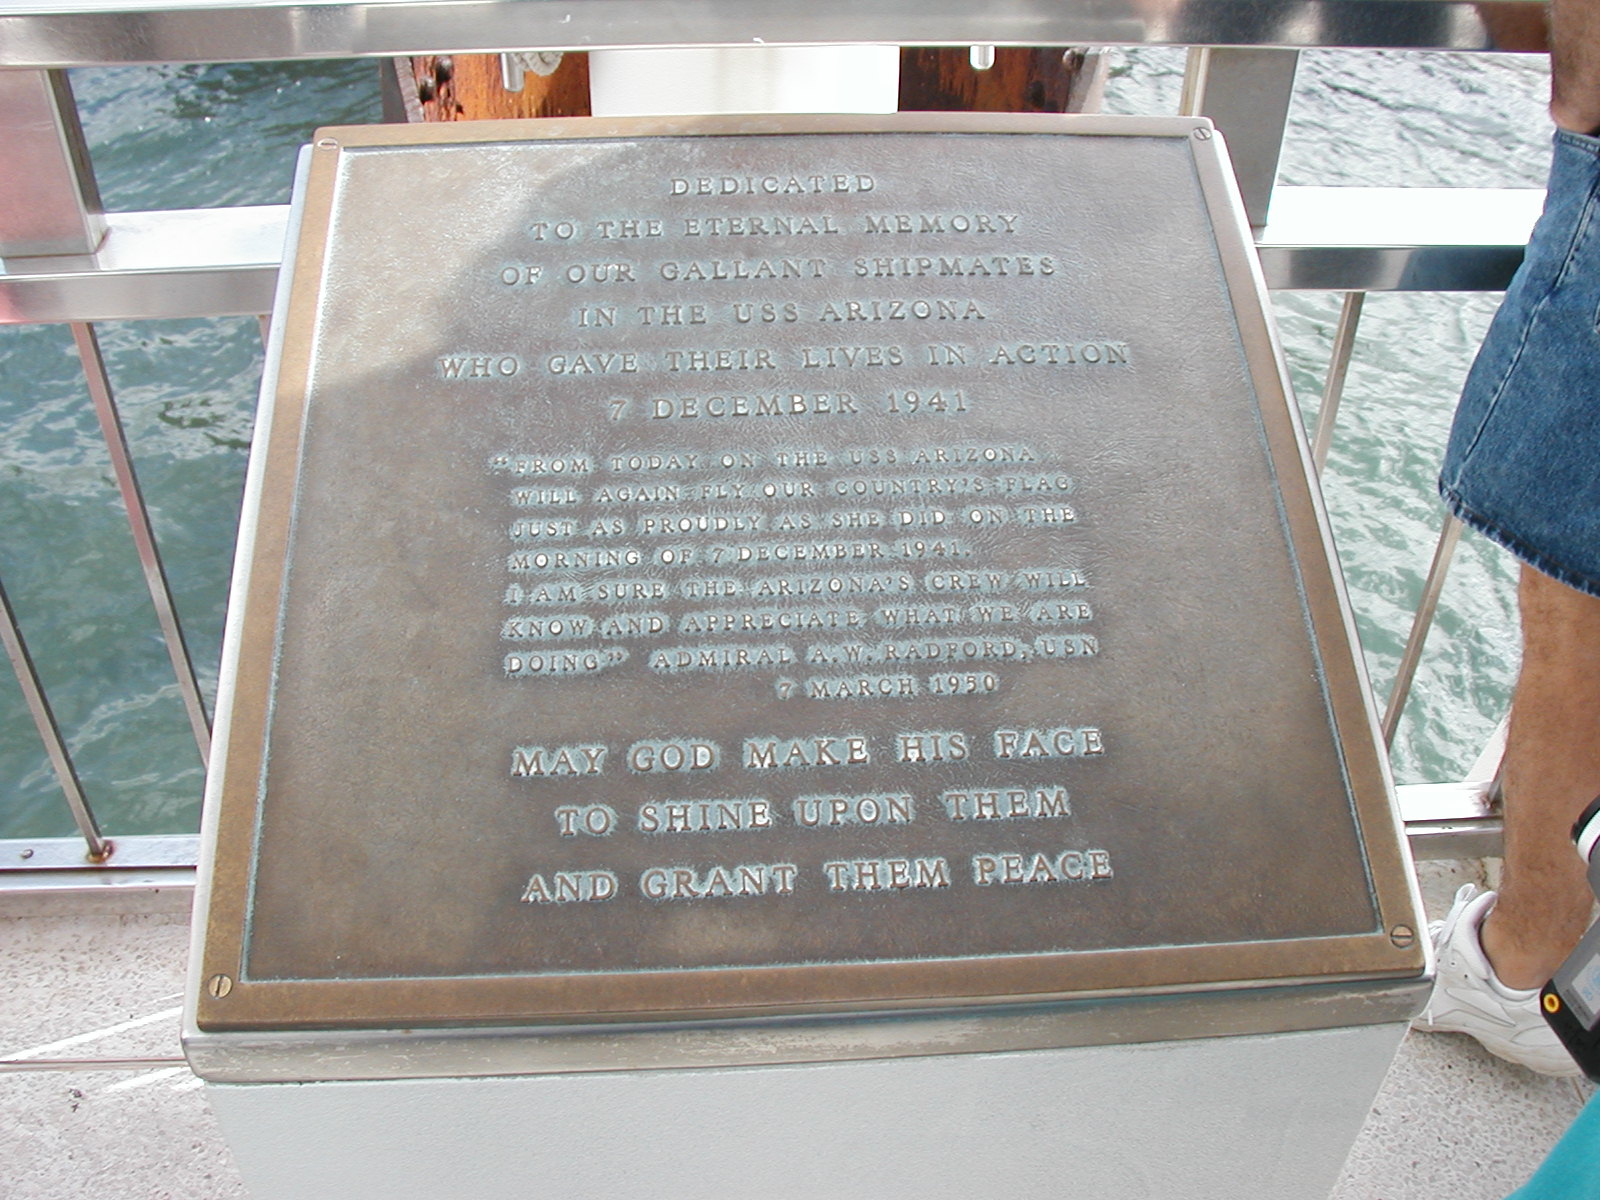 DEDICATED
TO THE ETERNAL MEMORY
OF OUR GALLANT SHIPMATES
IN THE USS ARIZONA
WHO GAVE THEIR LIVES IN ACTION
7 DECEMBER 1941
"FROM TODAY ON THE USS ARIZONA
WILL AGAIN FLY OUR COUNTRY'S FLAG
JUST AS PROUDLY AS SHE DID ON THE
MORNING OF 7 DECEMBER 1941.
I AM SURE THE ARIZONA'S CREW WILL
KNOW AND APPRECIATE WHAT WE ARE
DOING" ADMIRAL A.W. RADFORD, USN
7 MARCH 1950
MAY GOD MAKE HIS FACE
TO SHINE UPON THEM
AND GRANT THEM PEACE